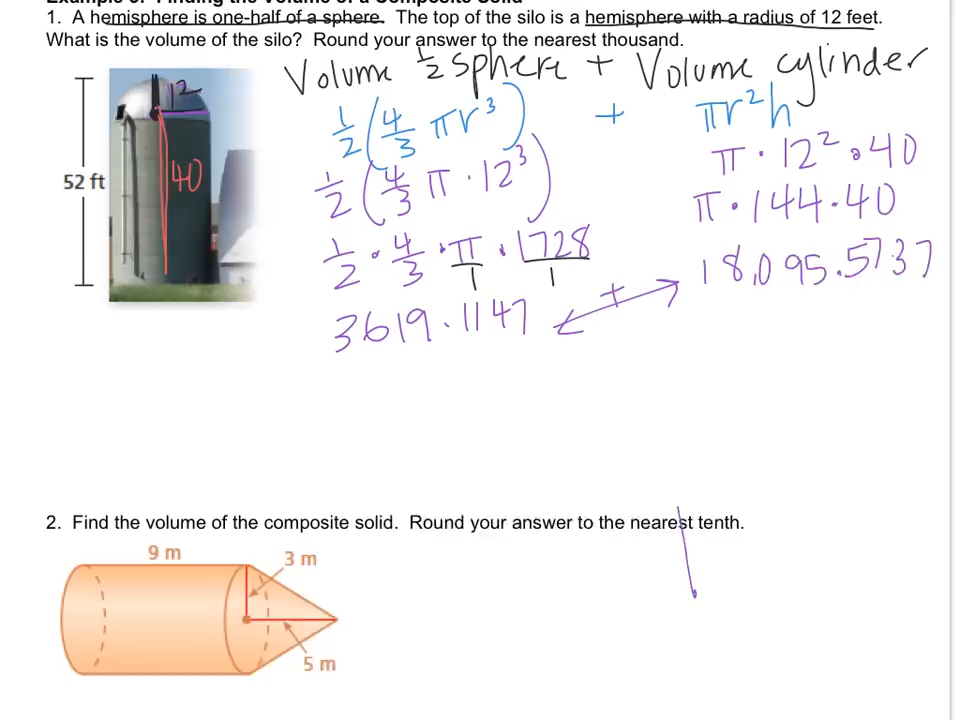 1. A hemisphere is one-half of a sphere. The top of the silo is a hemisphere with a radius of 12 feet.
What is the volume of the silo? Round your answer to the nearest thousand.
Volume ½ sphere + Volume cylinder
12
1/2 (4/3 πr³) + πr²h
52 ft
40
1/2 (4/3 π · 12³) π · 12² · 40
π · 144 · 40
1/2 · 4/3 · π/1 · 1728/1 18,095.5737
3619.1147 +
2. Find the volume of the composite solid. Round your answer to the nearest tenth.
9 m
3 m
5 m